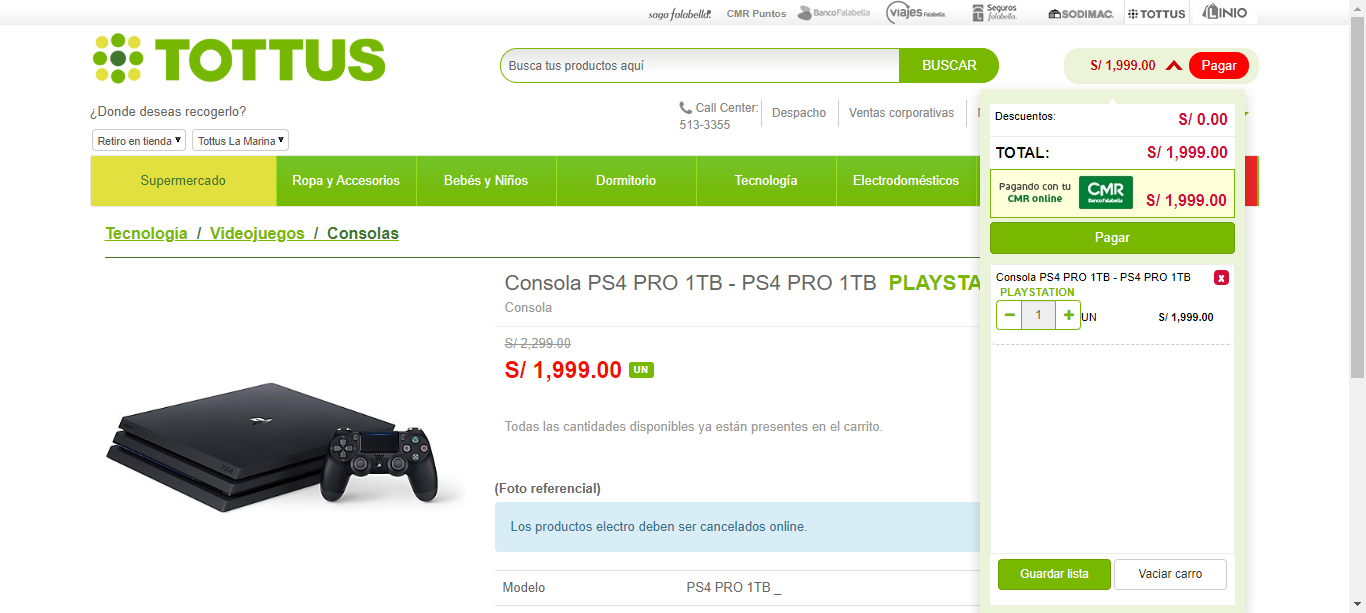 saga falabella.
CMR Puntos
BancoFalabella
viajes Falabella
Seguros falabella.
SODIMAC.
TOTTUS
LINIO
TOTTUS
Busca tus productos aquí
BUSCAR
S/ 1,999.00
Pagar
¿Donde deseas recogerlo?
Call Center:
513-3355
Despacho
Ventas corporativas
Retiro en tienda
Tottus La Marina
Supermercado
Ropa y Accesorios
Bebés y Niños
Dormitorio
Tecnología
Electrodomésticos
Descuentos:
S/ 0.00
TOTAL:
S/ 1,999.00
Pagando con tu
CMR online
CMR
BancoFalabella
S/ 1,999.00
Pagar
Consola PS4 PRO 1TB - PS4 PRO 1TB
x
PLAYSTATION
− 1 + UN
S/ 1,999.00
Guardar lista
Vaciar carro
Tecnología / Videojuegos / Consolas
Consola PS4 PRO 1TB - PS4 PRO 1TB PLAYSTA
Consola
S/ 2,299.00
S/ 1,999.00 UN
Todas las cantidades disponibles ya están presentes en el carrito.
(Foto referencial)
Los productos electro deben ser cancelados online.
Modelo
PS4 PRO 1TB _